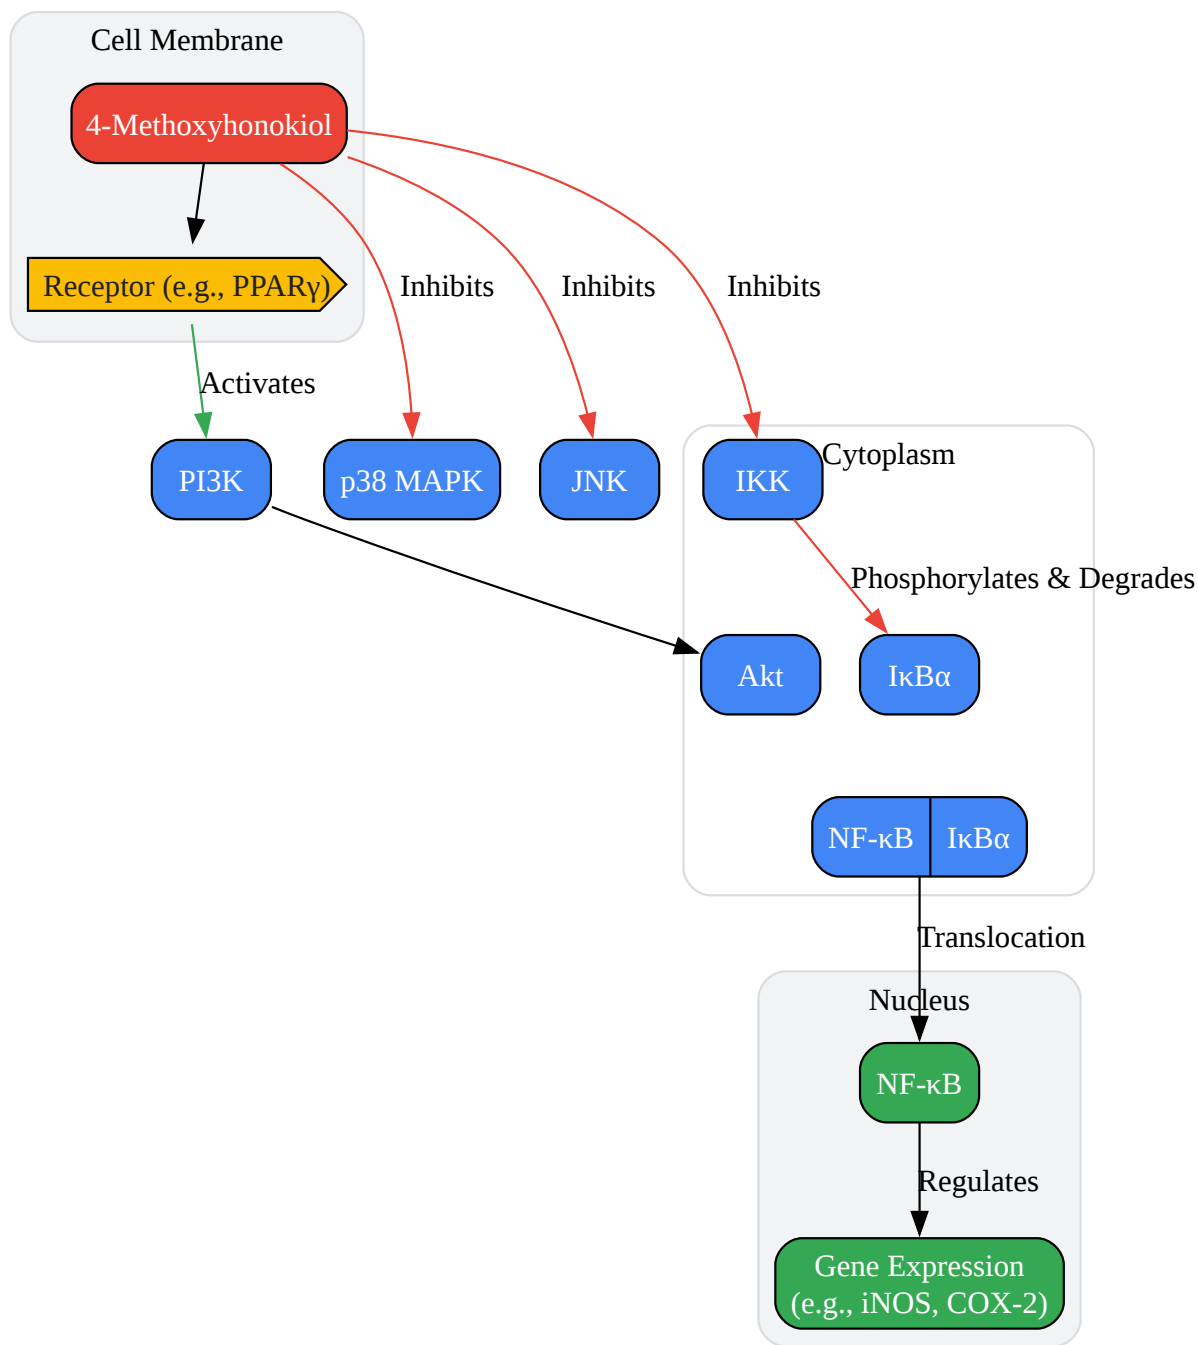 Cell Membrane
4-Methoxyhonokiol
Receptor (e.g., PPARγ)
Inhibits
Inhibits
Inhibits
Activates
PI3K
p38 MAPK
JNK
IKK
Cytoplasm
Phosphorylates & Degrades
Akt
IκBα
NF-κB
IκBα
Translocation
Nucleus
NF-κB
Regulates
Gene Expression
(e.g., iNOS, COX-2)